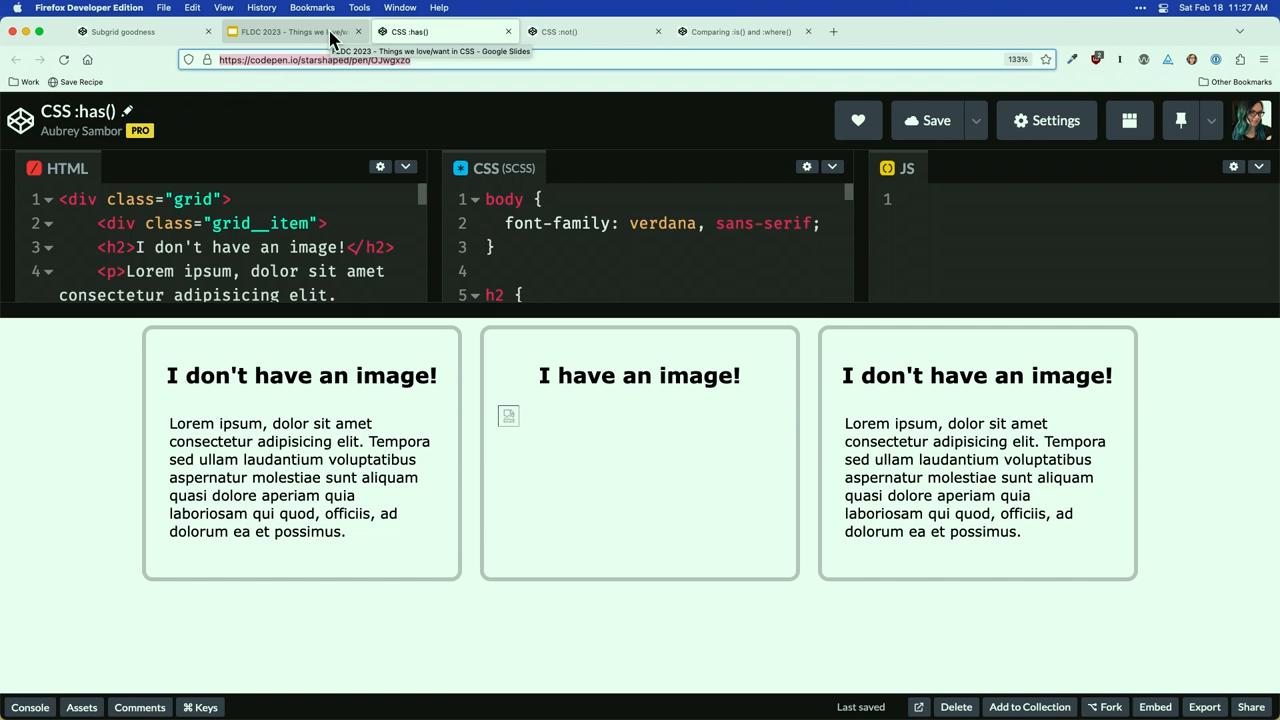 Firefox Developer Edition File Edit View History Bookmarks Tools Window Help Sat Feb 18 11:27 AM
Subgrid goodness FLDC 2023 - Things we love/w CSS :has() CSS :not() Comparing :is() and :where()
FLDC 2023 - Things we love/want in CSS - Google Slides
https://codepen.io/starshaped/pen/OJwgxzo 133%
Work Save Recipe Other Bookmarks
CSS :has()
Aubrey Sambor PRO
Save Settings
HTML CSS (SCSS) JS
1 <div class="grid">
2 <div class="grid__item">
3 <h2>I don't have an image!</h2>
4 <p>Lorem ipsum, dolor sit amet
consectetur adipisicing elit.
1 body {
2 font-family: verdana, sans-serif;
3 }
4
5 h2 {
1
I don't have an image!
Lorem ipsum, dolor sit amet
consectetur adipisicing elit. Tempora
sed ullam laudantium voluptatibus
aspernatur molestiae sunt aliquam
quasi dolore aperiam quia
laboriosam qui quod, officiis, ad
dolorum ea et possimus.
I have an image!
I don't have an image!
Lorem ipsum, dolor sit amet
consectetur adipisicing elit. Tempora
sed ullam laudantium voluptatibus
aspernatur molestiae sunt aliquam
quasi dolore aperiam quia
laboriosam qui quod, officiis, ad
dolorum ea et possimus.
Console Assets Comments ⌘ Keys Last saved Delete Add to Collection ⌥ Fork Embed Export Share